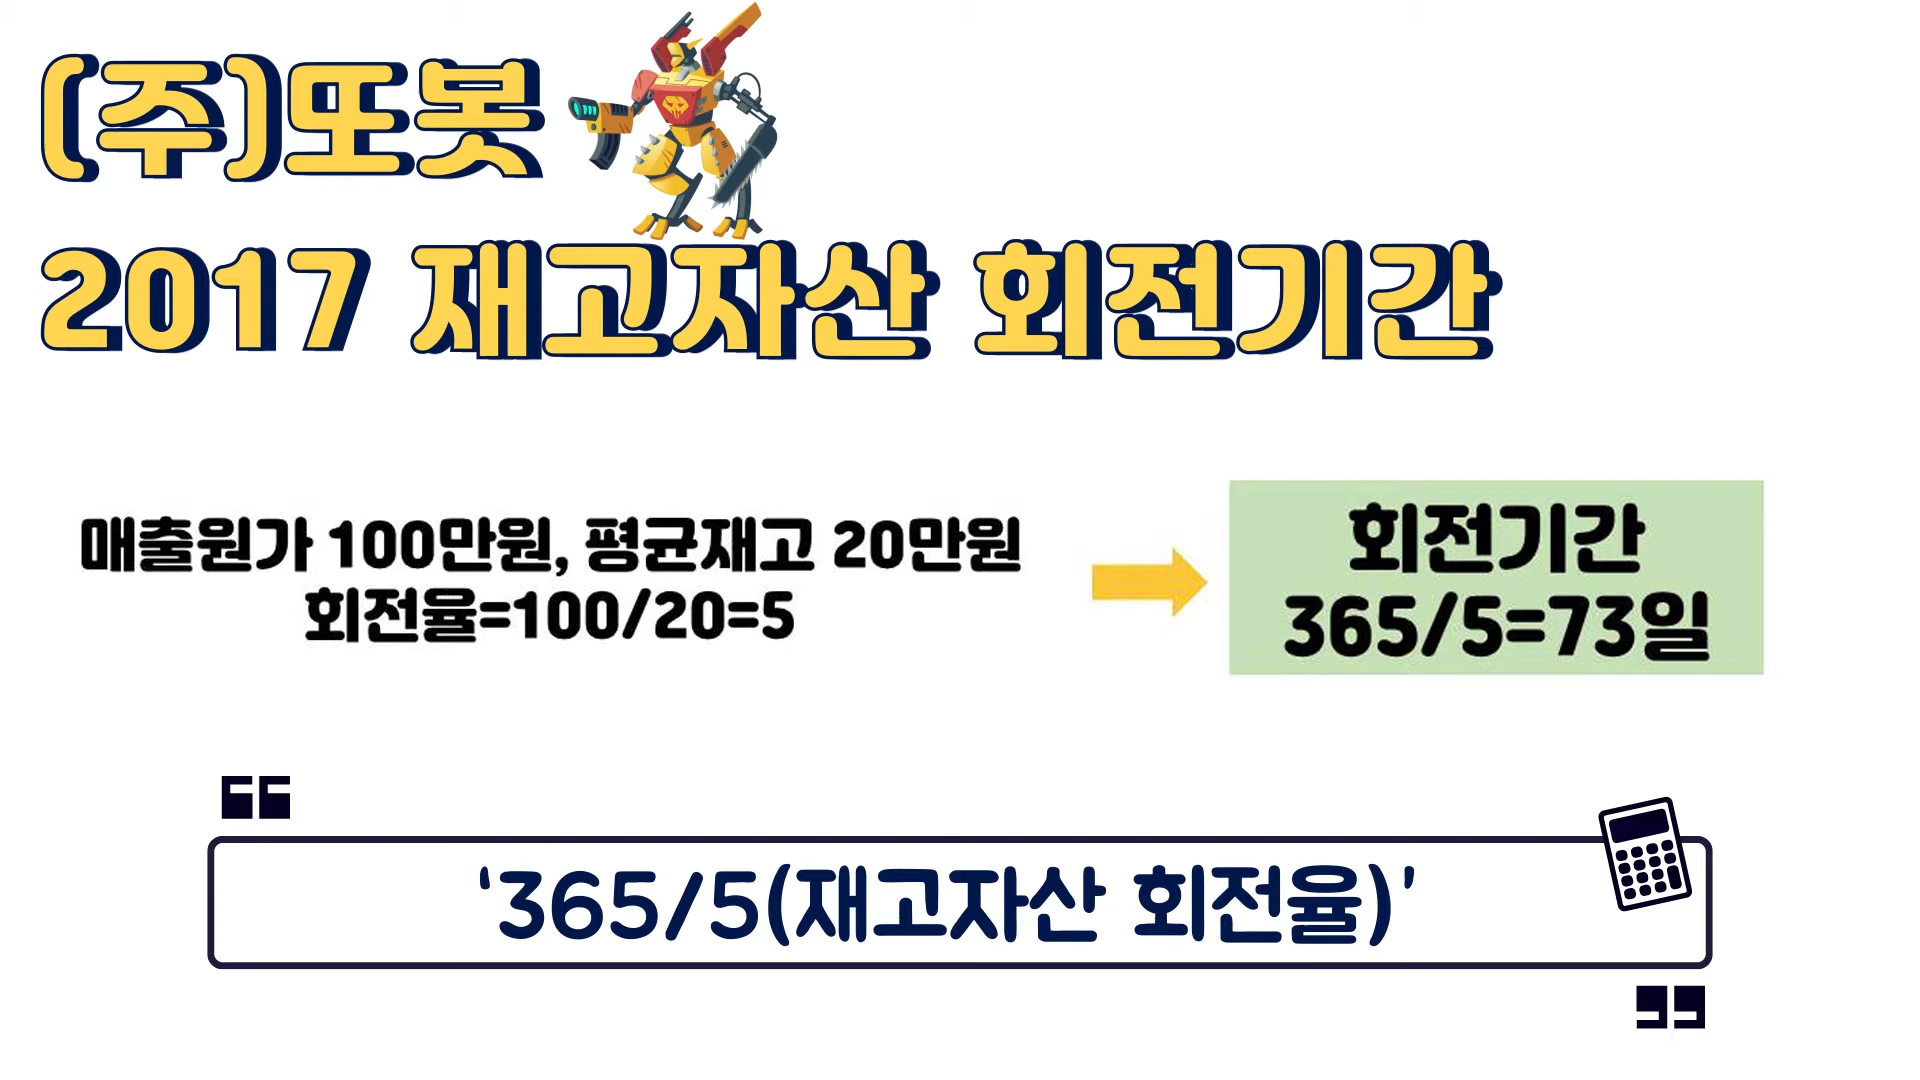 (주)또봇
2017 재고자산 회전기간
매출원가 100만원, 평균재고 20만원
회전율=100/20=5
회전기간
365/5=73일
“
‘365/5(재고자산 회전율)’
”